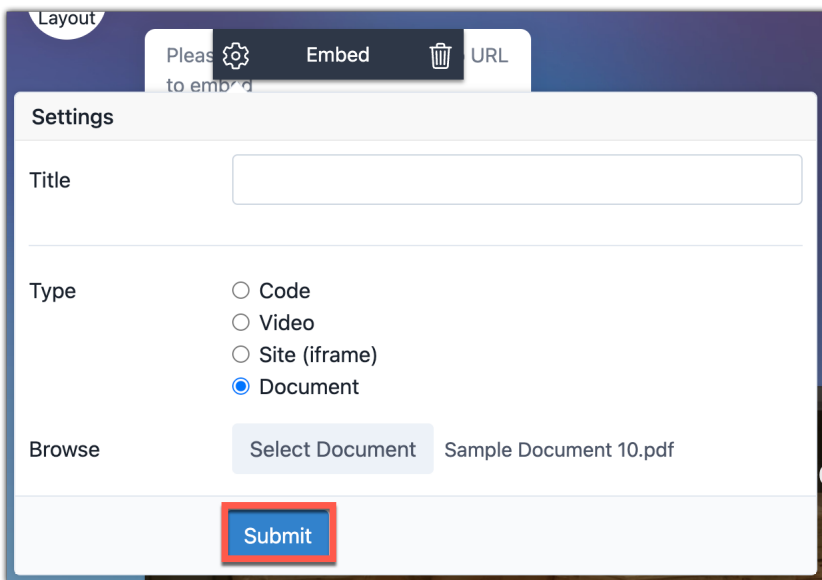 Layout
Pleas Embed URL
to embed
Settings
Title
Type
Code
Video
Site (iframe)
Document
Browse Select Document Sample Document 10.pdf
Submit